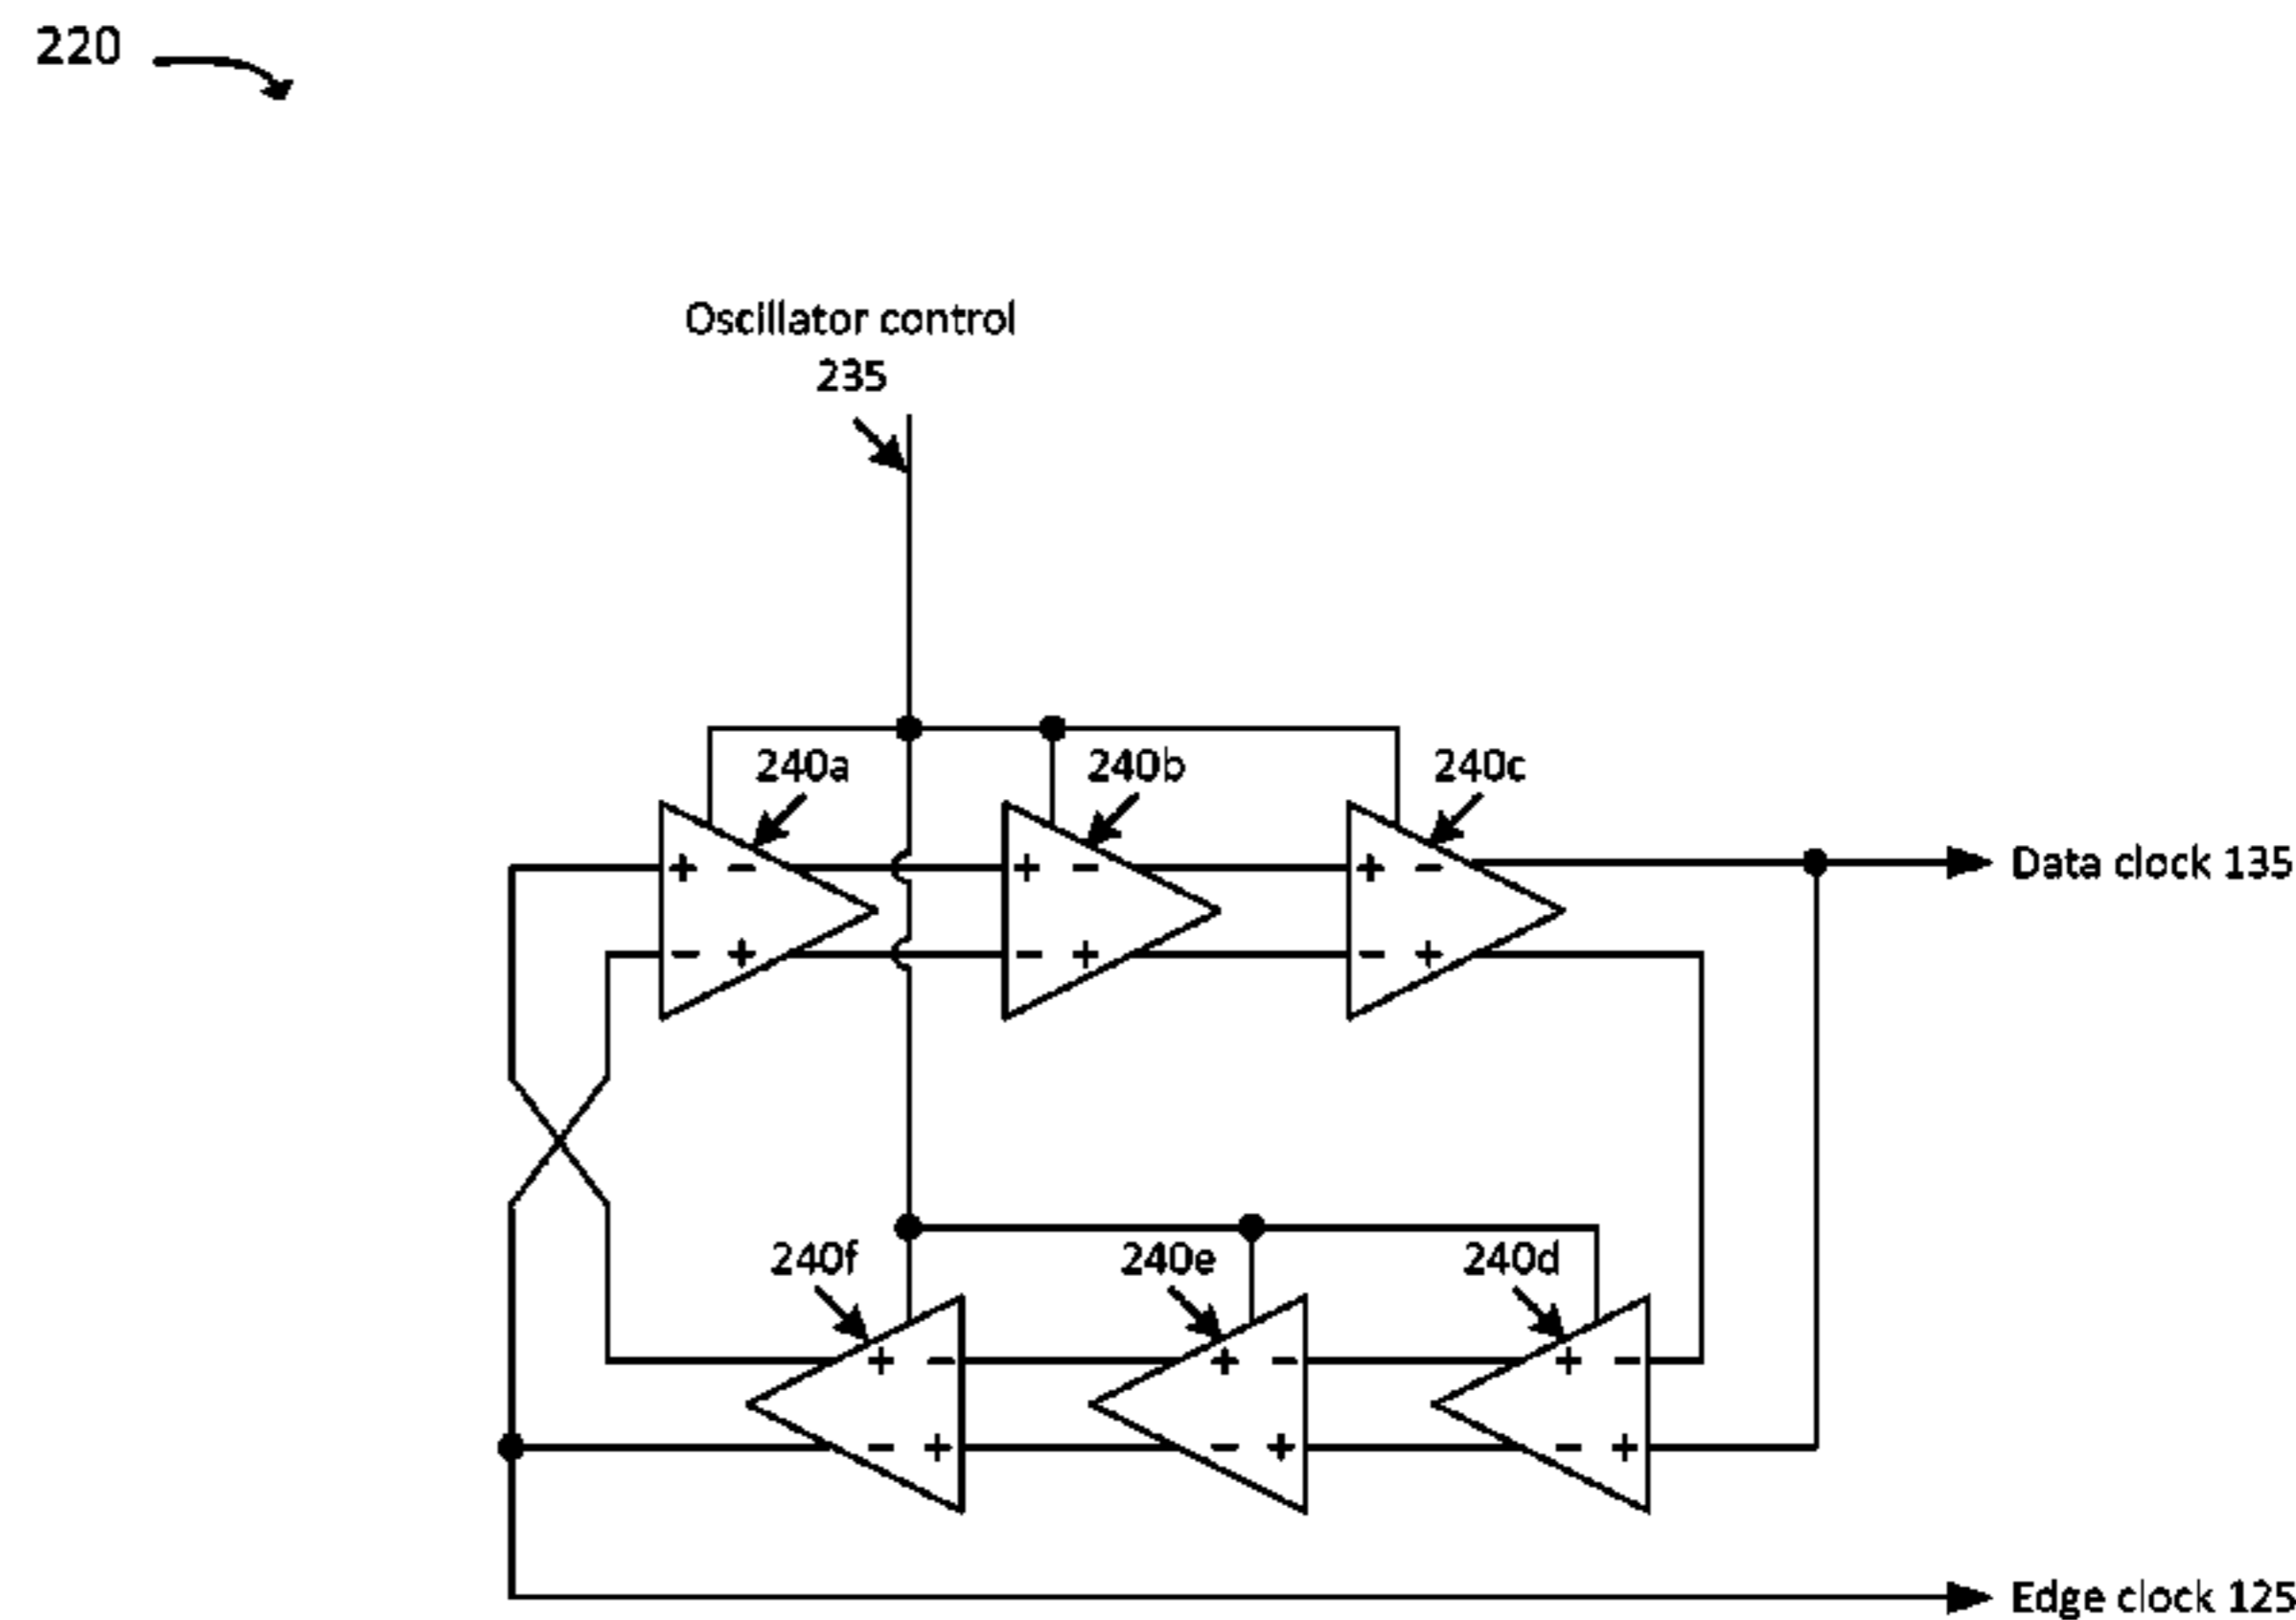 220
Oscillator control
235
240a
240b
240c
+ − + − + −
Data clock 135
− + − + − +
240f
240e
240d
+ − + − + −
− + − + − +
Edge clock 125